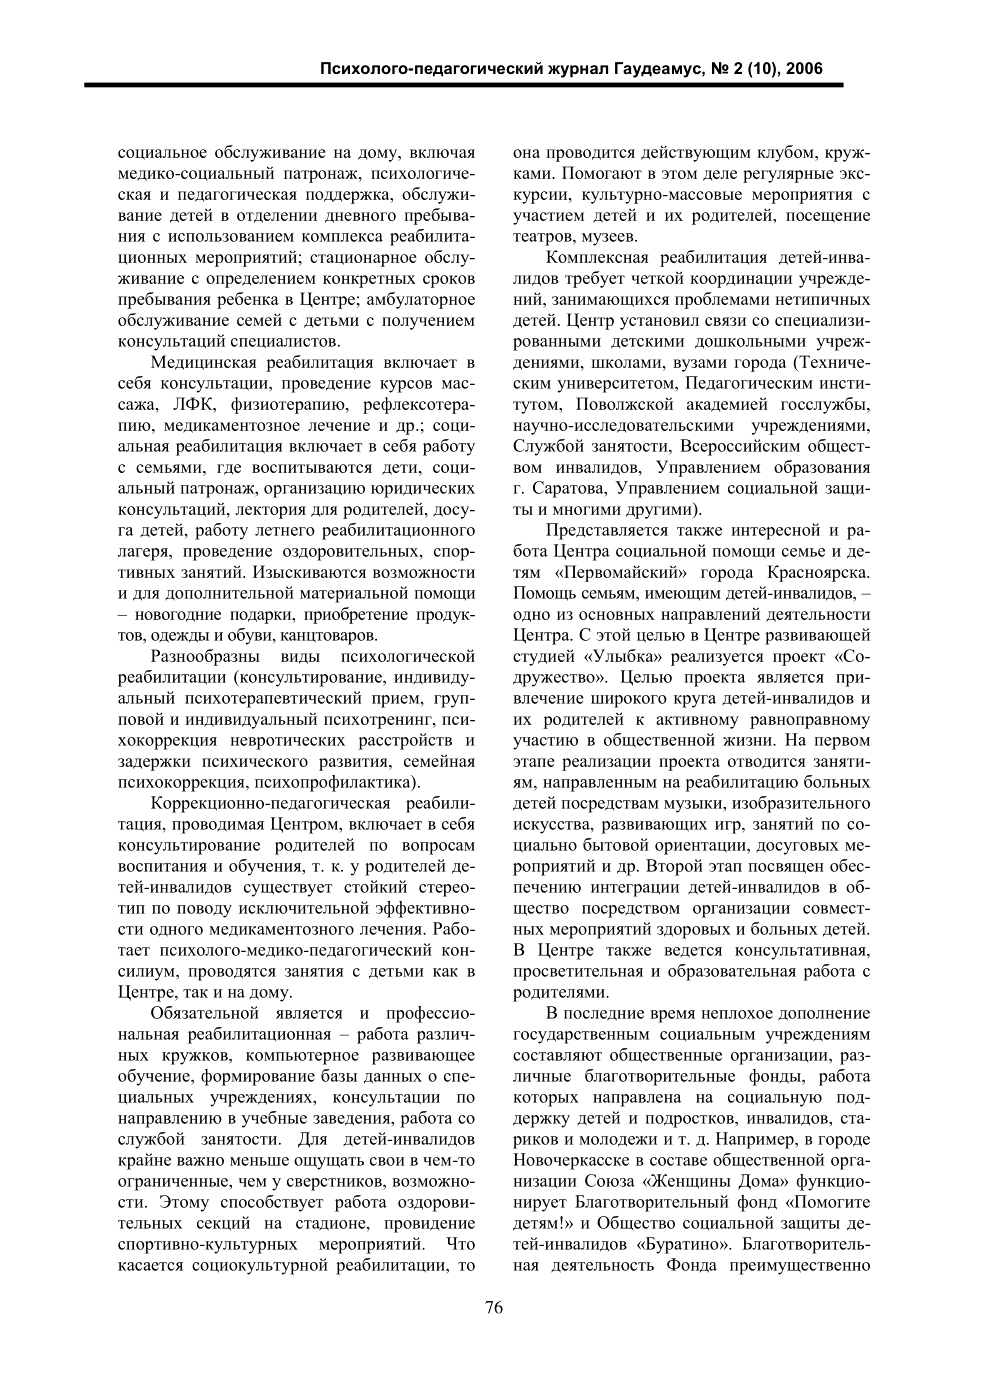 Психолого-педагогический журнал Гаудеамус, № 2 (10), 2006
социальное обслуживание на дому, включая
медико-социальный патронаж, психологиче-
ская и педагогическая поддержка, обслужи-
вание детей в отделении дневного пребыва-
ния с использованием комплекса реабилита-
ционных мероприятий; стационарное обслу-
живание с определением конкретных сроков
пребывания ребенка в Центре; амбулаторное
обслуживание семей с детьми с получением
консультаций специалистов.
Медицинская реабилитация включает в
себя консультации, проведение курсов мас-
сажа, ЛФК, физиотерапию, рефлексотера-
пию, медикаментозное лечение и др.; соци-
альная реабилитация включает в себя работу
с семьями, где воспитываются дети, соци-
альный патронаж, организацию юридических
консультаций, лектория для родителей, досу-
га детей, работу летнего реабилитационного
лагеря, проведение оздоровительных, спор-
тивных занятий. Изыскиваются возможности
и для дополнительной материальной помощи
– новогодние подарки, приобретение продук-
тов, одежды и обуви, канцтоваров.
Разнообразны виды психологической
реабилитации (консультирование, индивиду-
альный психотерапевтический прием, груп-
повой и индивидуальный психотренинг, пси-
хокоррекция невротических расстройств и
задержки психического развития, семейная
психокоррекция, психопрофилактика).
Коррекционно-педагогическая реабили-
тация, проводимая Центром, включает в себя
консультирование родителей по вопросам
воспитания и обучения, т. к. у родителей де-
тей-инвалидов существует стойкий стерео-
тип по поводу исключительной эффективно-
сти одного медикаментозного лечения. Рабо-
тает психолого-медико-педагогический кон-
силиум, проводятся занятия с детьми как в
Центре, так и на дому.
Обязательной является и профессио-
нальная реабилитационная – работа различ-
ных кружков, компьютерное развивающее
обучение, формирование базы данных о спе-
циальных учреждениях, консультации по
направлению в учебные заведения, работа со
службой занятости. Для детей-инвалидов
крайне важно меньше ощущать свои в чем-то
ограниченные, чем у сверстников, возможно-
сти. Этому способствует работа оздорови-
тельных секций на стадионе, провидение
спортивно-культурных мероприятий. Что
касается социокультурной реабилитации, то
она проводится действующим клубом, круж-
ками. Помогают в этом деле регулярные экс-
курсии, культурно-массовые мероприятия с
участием детей и их родителей, посещение
театров, музеев.
Комплексная реабилитация детей-инва-
лидов требует четкой координации учрежде-
ний, занимающихся проблемами нетипичных
детей. Центр установил связи со специализи-
рованными детскими дошкольными учреж-
дениями, школами, вузами города (Техниче-
ским университетом, Педагогическим инсти-
тутом, Поволжской академией госслужбы,
научно-исследовательскими учреждениями,
Службой занятости, Всероссийским общест-
вом инвалидов, Управлением образования
г. Саратова, Управлением социальной защи-
ты и многими другими).
Представляется также интересной и ра-
бота Центра социальной помощи семье и де-
тям «Первомайский» города Красноярска.
Помощь семьям, имеющим детей-инвалидов, –
одно из основных направлений деятельности
Центра. С этой целью в Центре развивающей
студией «Улыбка» реализуется проект «Со-
дружество». Целью проекта является при-
влечение широкого круга детей-инвалидов и
их родителей к активному равноправному
участию в общественной жизни. На первом
этапе реализации проекта отводится заняти-
ям, направленным на реабилитацию больных
детей посредствам музыки, изобразительного
искусства, развивающих игр, занятий по со-
циально бытовой ориентации, досуговых ме-
роприятий и др. Второй этап посвящен обес-
печению интеграции детей-инвалидов в об-
щество посредством организации совмест-
ных мероприятий здоровых и больных детей.
В Центре также ведется консультативная,
просветительная и образовательная работа с
родителями.
В последние время неплохое дополнение
государственным социальным учреждениям
составляют общественные организации, раз-
личные благотворительные фонды, работа
которых направлена на социальную под-
держку детей и подростков, инвалидов, ста-
риков и молодежи и т. д. Например, в городе
Новочеркасске в составе общественной орга-
низации Союза «Женщины Дома» функцио-
нирует Благотворительный фонд «Помогите
детям!» и Общество социальной защиты де-
тей-инвалидов «Буратино». Благотворитель-
ная деятельность Фонда преимущественно
76